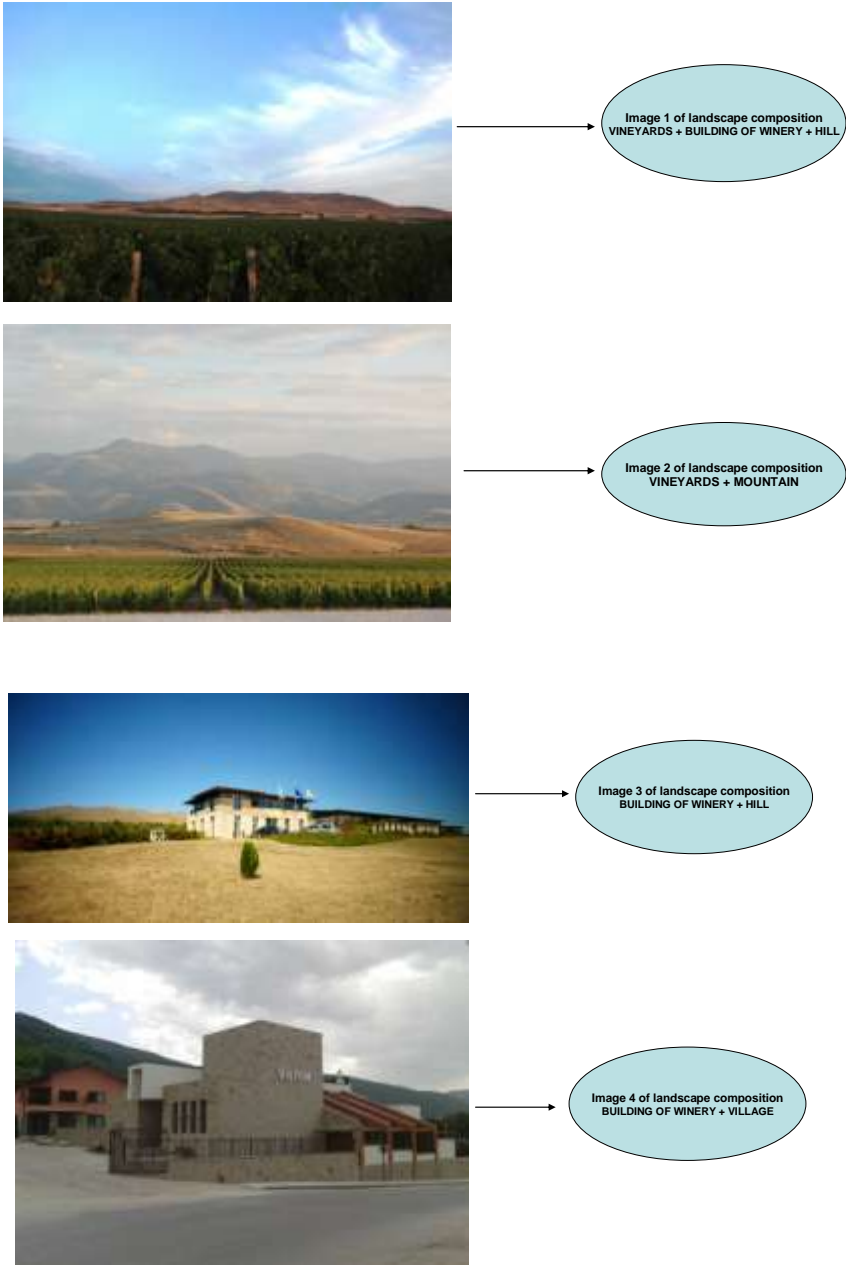 Image 1 of landscape composition
VINEYARDS + BUILDING OF WINERY + HILL
Image 2 of landscape composition
VINEYARDS + MOUNTAIN
Image 3 of landscape composition
BUILDING OF WINERY + HILL
Image 4 of landscape composition
BUILDING OF WINERY + VILLAGE